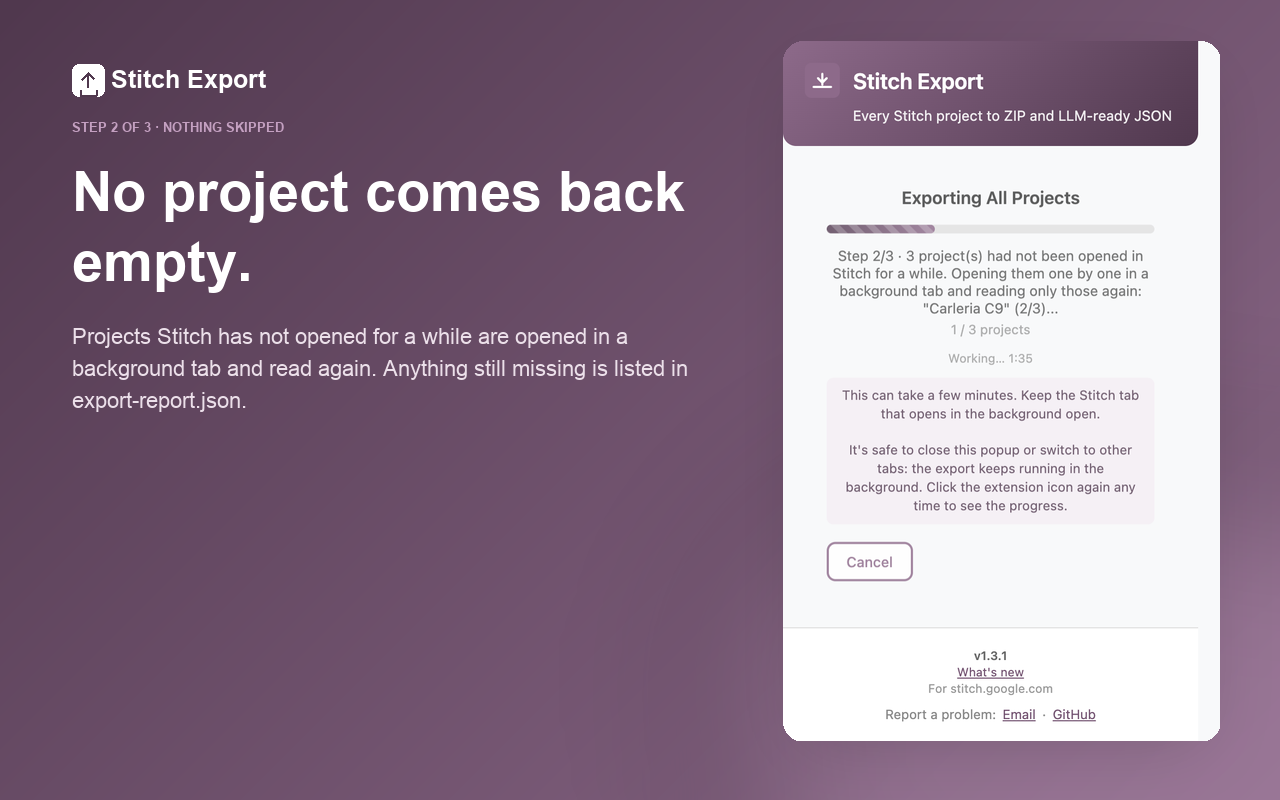 Stitch Export
STEP 2 OF 3 · NOTHING SKIPPED
No project comes back
empty.
Projects Stitch has not opened for a while are opened in a
background tab and read again. Anything still missing is listed in
export-report.json.
Stitch Export
Every Stitch project to ZIP and LLM-ready JSON
Exporting All Projects
Step 2/3 · 3 project(s) had not been opened in
Stitch for a while. Opening them one by one in a
background tab and reading only those again:
"Carleria C9" (2/3)...
1 / 3 projects
Working... 1:35
This can take a few minutes. Keep the Stitch tab
that opens in the background open.
It's safe to close this popup or switch to other
tabs: the export keeps running in the
background. Click the extension icon again any
time to see the progress.
Cancel
v1.3.1
What's new
For stitch.google.com
Report a problem: Email · GitHub